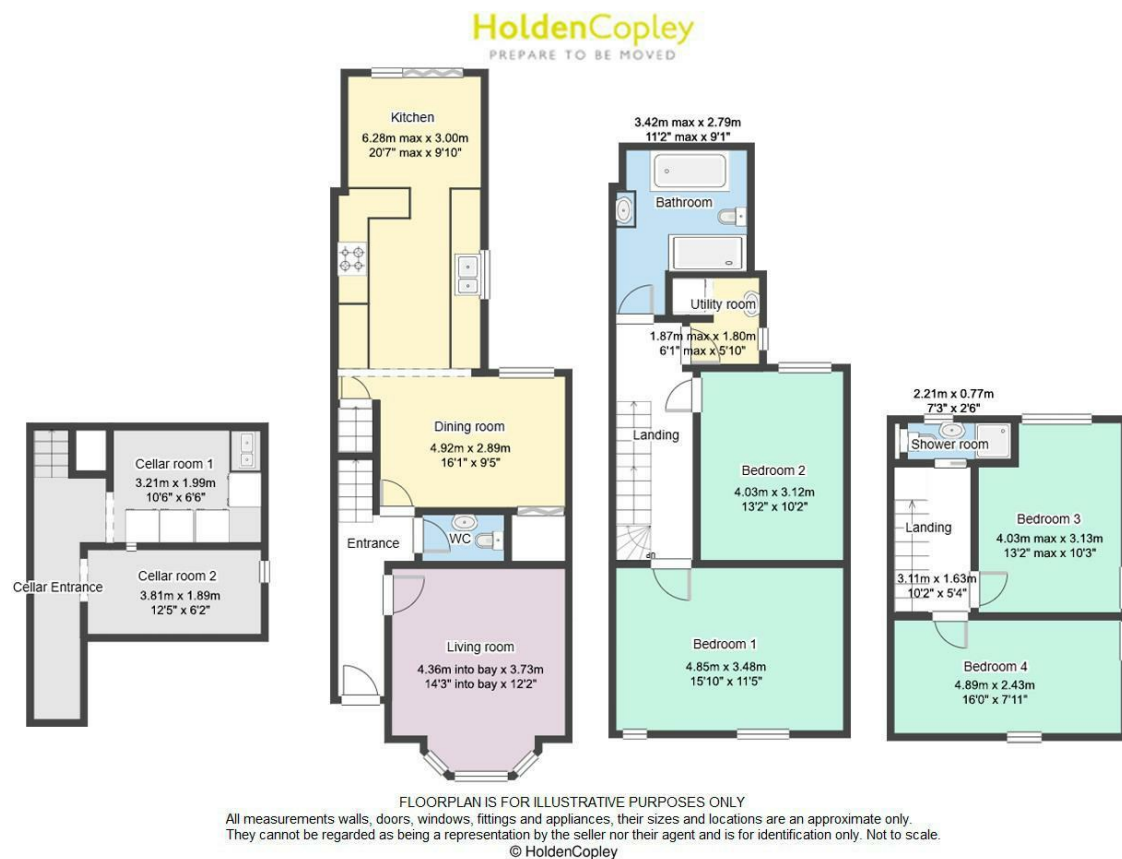 HoldenCopley
PREPARE TO BE MOVED
Kitchen
6.28m max x 3.00m
20'7" max x 9'10"
Dining room
4.92m x 2.89m
16'1" x 9'5"
Entrance
WC
Living room
4.36m into bay x 3.73m
14'3" into bay x 12'2"
Cellar room 1
3.21m x 1.99m
10'6" x 6'6"
Cellar room 2
3.81m x 1.89m
12'5" x 6'2"
Cellar Entrance
3.42m max x 2.79m
11'2" max x 9'1"
Bathroom
Utility room
1.87m max x 1.80m
6'1" max x 5'10"
Landing
Bedroom 2
4.03m x 3.12m
13'2" x 10'2"
Bedroom 1
4.85m x 3.48m
15'10" x 11'5"
2.21m x 0.77m
7'3" x 2'6"
Shower room
Landing
3.11m x 1.63m
10'2" x 5'4"
Bedroom 3
4.03m max x 3.13m
13'2" max x 10'3"
Bedroom 4
4.89m x 2.43m
16'0" x 7'11"
FLOORPLAN IS FOR ILLUSTRATIVE PURPOSES ONLY
All measurements walls, doors, windows, fittings and appliances, their sizes and locations are an approximate only.
They cannot be regarded as being a representation by the seller nor their agent and is for identification only. Not to scale.
© HoldenCopley